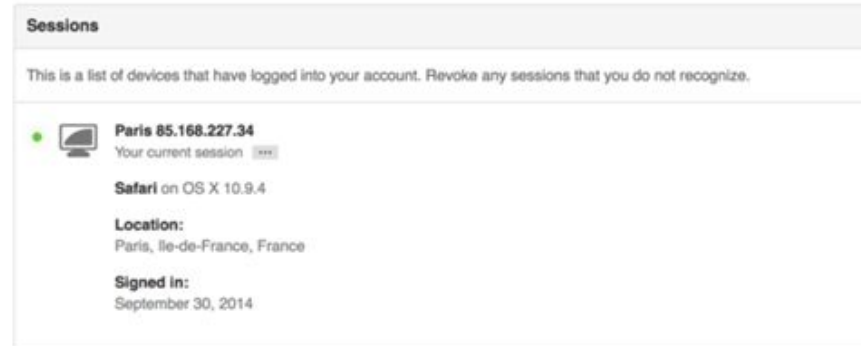 Sessions
This is a list of devices that have logged into your account. Revoke any sessions that you do not recognize.
Paris 85.168.227.34
Your current session ...
Safari on OS X 10.9.4
Location:
Paris, Ile-de-France, France
Signed in:
September 30, 2014